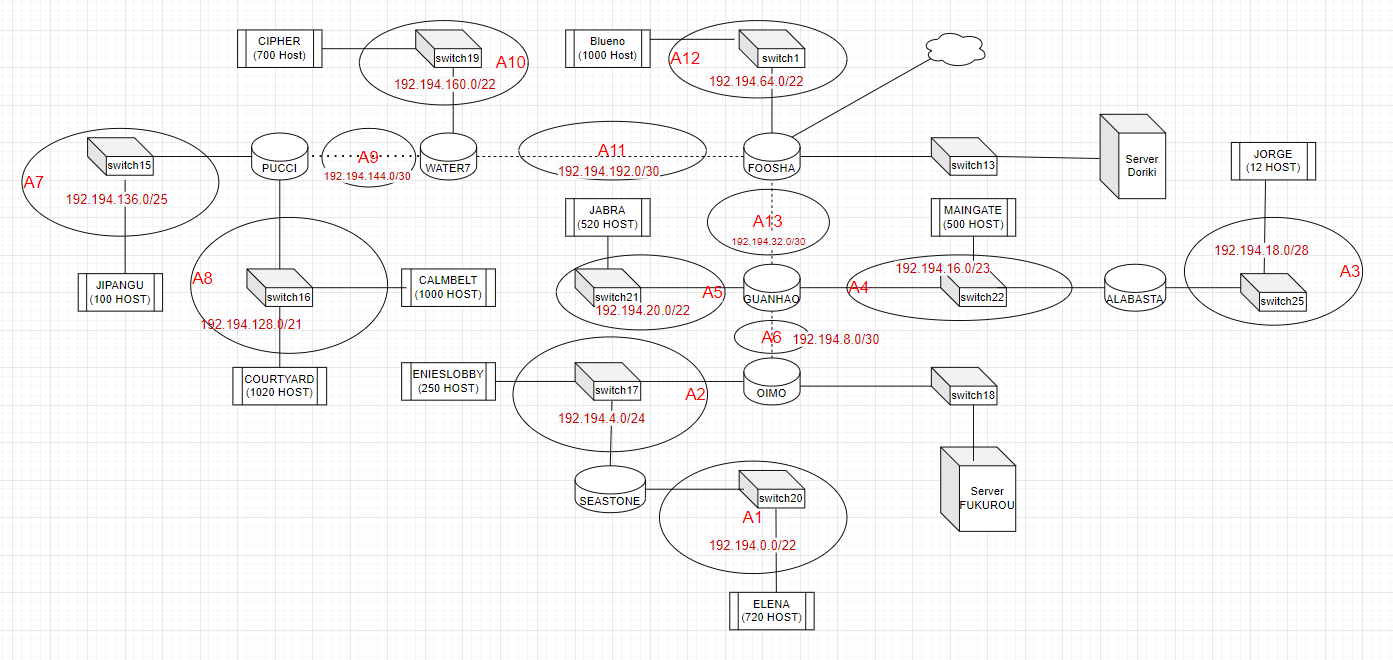 CIPHER
(700 Host)
switch19
A10
192.194.160.0/22
Blueno
(1000 Host)
A12
switch1
192.194.64.0/22
switch15
A7
192.194.136.0/25
PUCCI
A9
192.194.144.0/30
WATER7
A11
192.194.192.0/30
FOOSHA
switch13
Server
Doriki
JORGE
(12 HOST)
JABRA
(520 HOST)
A13
192.194.32.0/30
MAINGATE
(500 HOST)
192.194.18.0/28
A3
switch25
JIPANGU
(100 HOST)
A8
switch16
192.194.128.0/21
CALMBELT
(1000 HOST)
switch21
A5
192.194.20.0/22
GUANHAO
A4
192.194.16.0/23
switch22
ALABASTA
A6
192.194.8.0/30
COURTYARD
(1020 HOST)
ENIESLOBBY
(250 HOST)
switch17
A2
192.194.4.0/24
OIMO
switch18
SEASTONE
switch20
A1
192.194.0.0/22
Server
FUKUROU
ELENA
(720 HOST)